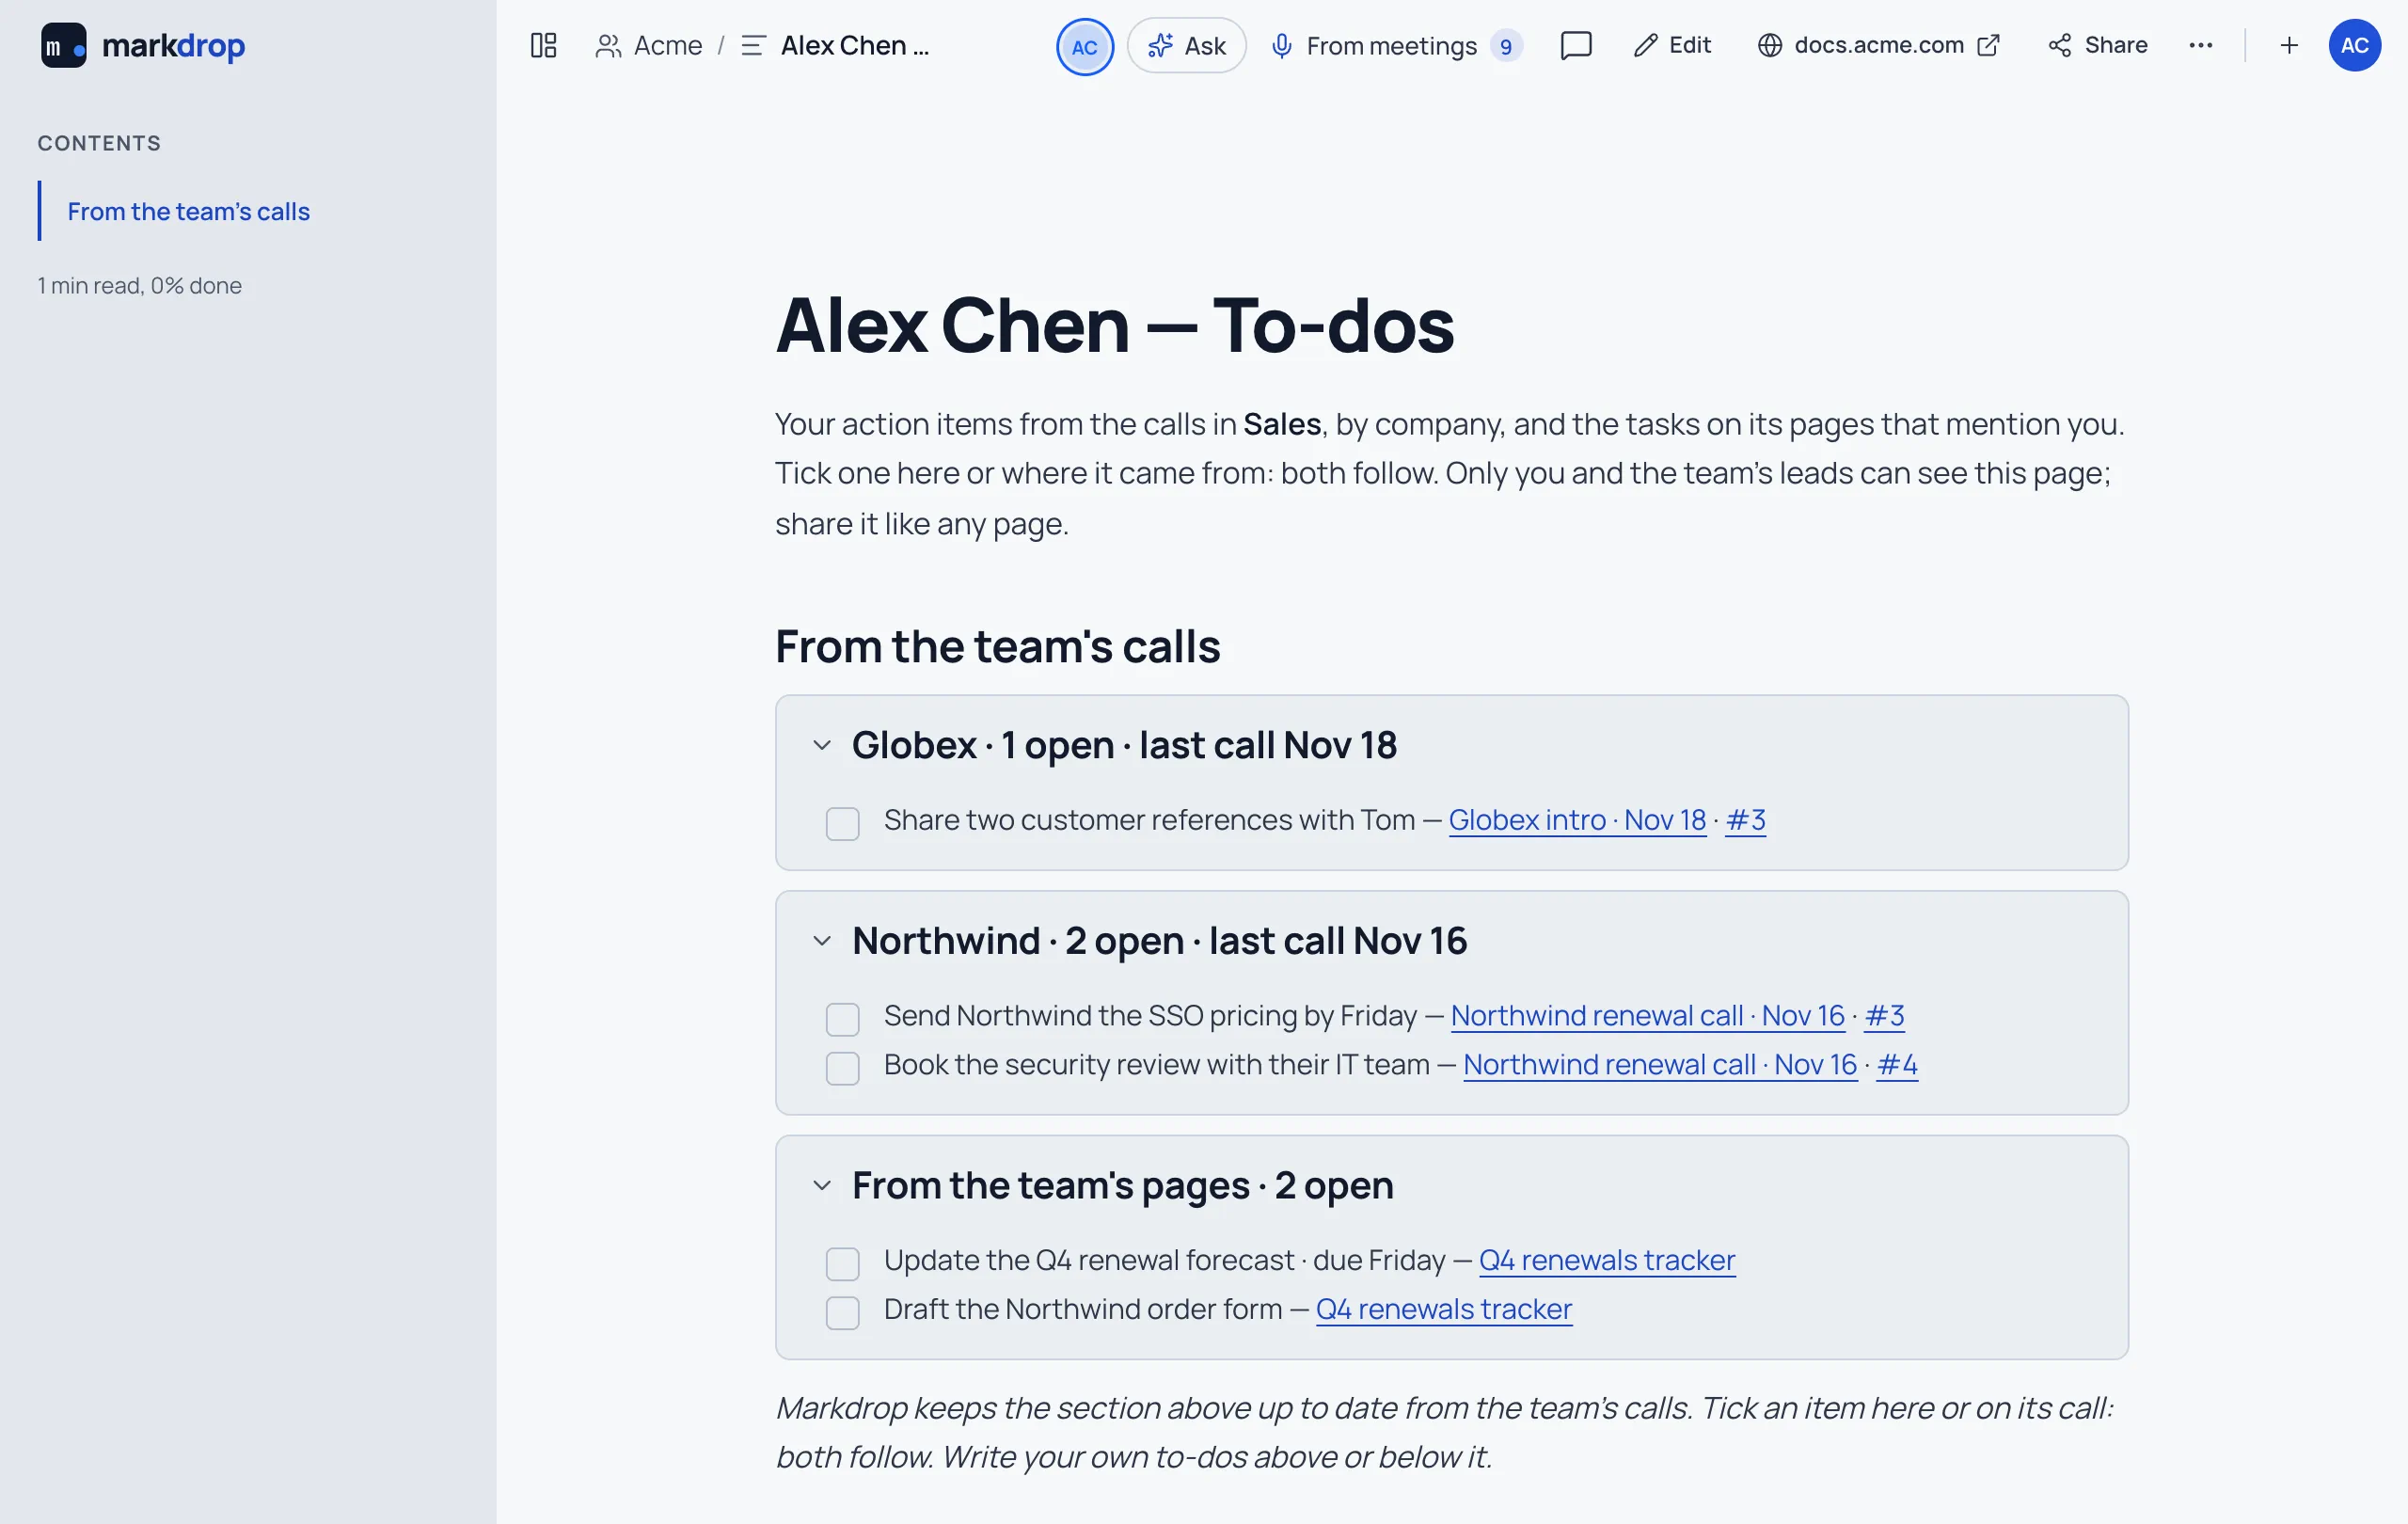 m markdrop
Acme / Alex Chen ...
AC Ask From meetings 9 Edit docs.acme.com Share ... + AC
CONTENTS
From the team's calls
1 min read, 0% done
Alex Chen — To-dos
Your action items from the calls in Sales, by company, and the tasks on its pages that mention you.
Tick one here or where it came from: both follow. Only you and the team's leads can see this page;
share it like any page.
From the team's calls
Globex · 1 open · last call Nov 18
Share two customer references with Tom — Globex intro · Nov 18 · #3
Northwind · 2 open · last call Nov 16
Send Northwind the SSO pricing by Friday — Northwind renewal call · Nov 16 · #3
Book the security review with their IT team — Northwind renewal call · Nov 16 · #4
From the team's pages · 2 open
Update the Q4 renewal forecast · due Friday — Q4 renewals tracker
Draft the Northwind order form — Q4 renewals tracker
Markdrop keeps the section above up to date from the team's calls. Tick an item here or on its call:
both follow. Write your own to-dos above or below it.